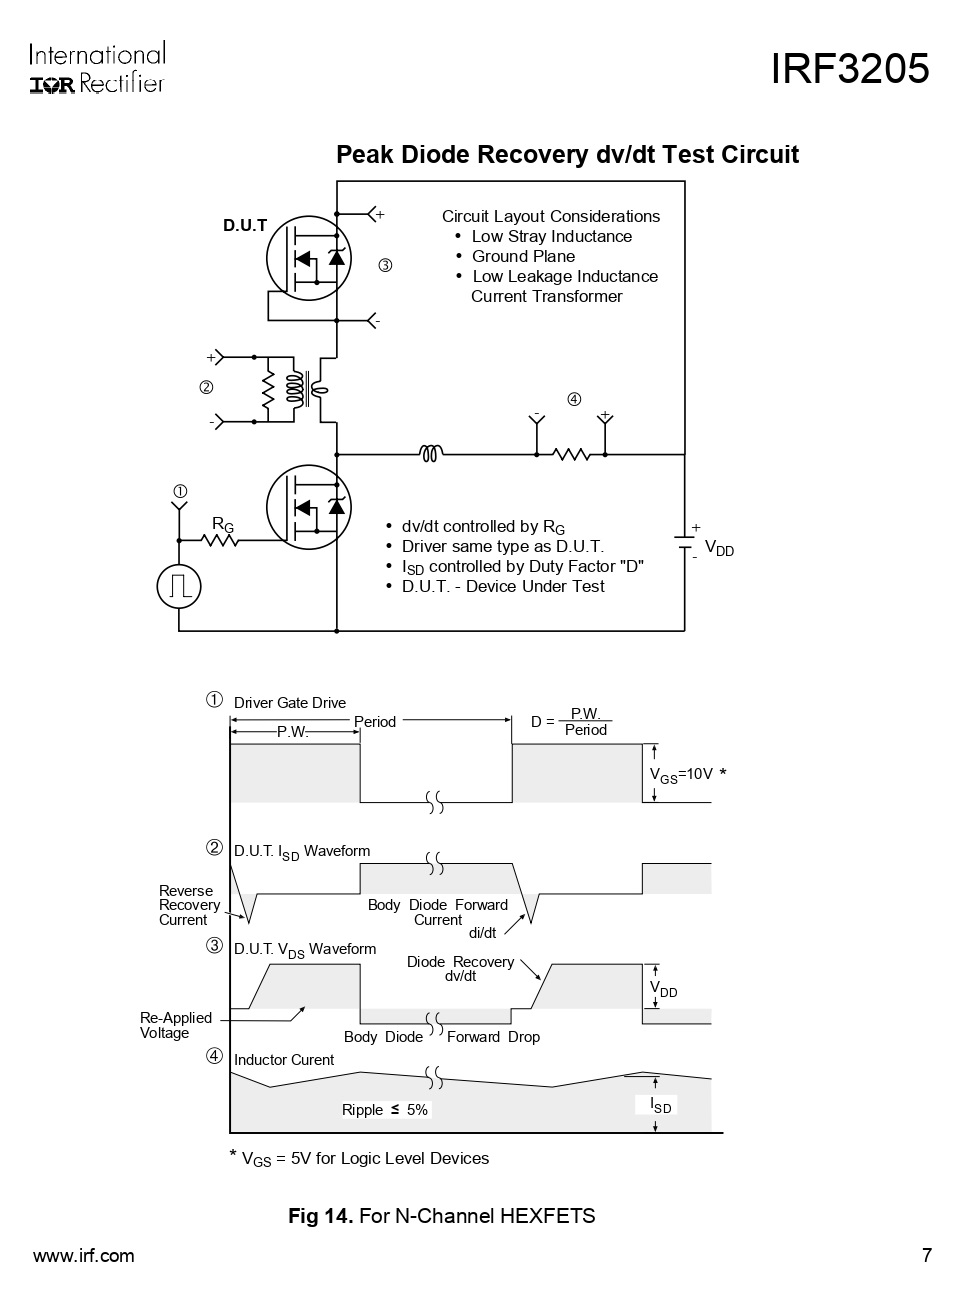 International
IOR Rectifier
IRF3205
Peak Diode Recovery dv/dt Test Circuit
D.U.T
+
③
-
Circuit Layout Considerations
• Low Stray Inductance
• Ground Plane
• Low Leakage Inductance
Current Transformer
+
②
-
④
- +
①
RG
• dv/dt controlled by RG
• Driver same type as D.U.T.
• ISD controlled by Duty Factor "D"
• D.U.T. - Device Under Test
+
VDD
-
① Driver Gate Drive
P.W.
Period
D = P.W.
Period
VGS=10V *
② D.U.T. ISD Waveform
Reverse
Recovery
Current
Body Diode Forward
Current
di/dt
③ D.U.T. VDS Waveform
Diode Recovery
dv/dt
VDD
Re-Applied
Voltage
Body Diode Forward Drop
④ Inductor Curent
Ripple ≤ 5%
ISD
* VGS = 5V for Logic Level Devices
Fig 14. For N-Channel HEXFETS
www.irf.com
7